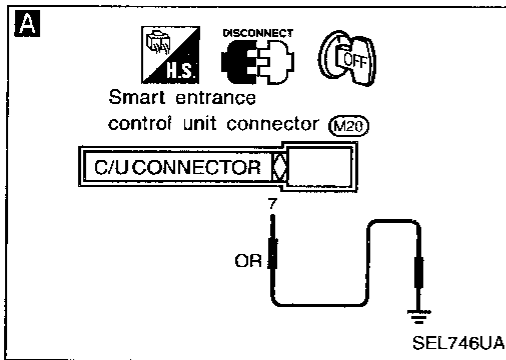 A
DISCONNECT
H.S.
OFF
Smart entrance
control unit connector M20
C/U CONNECTOR
7
OR
SEL746UA